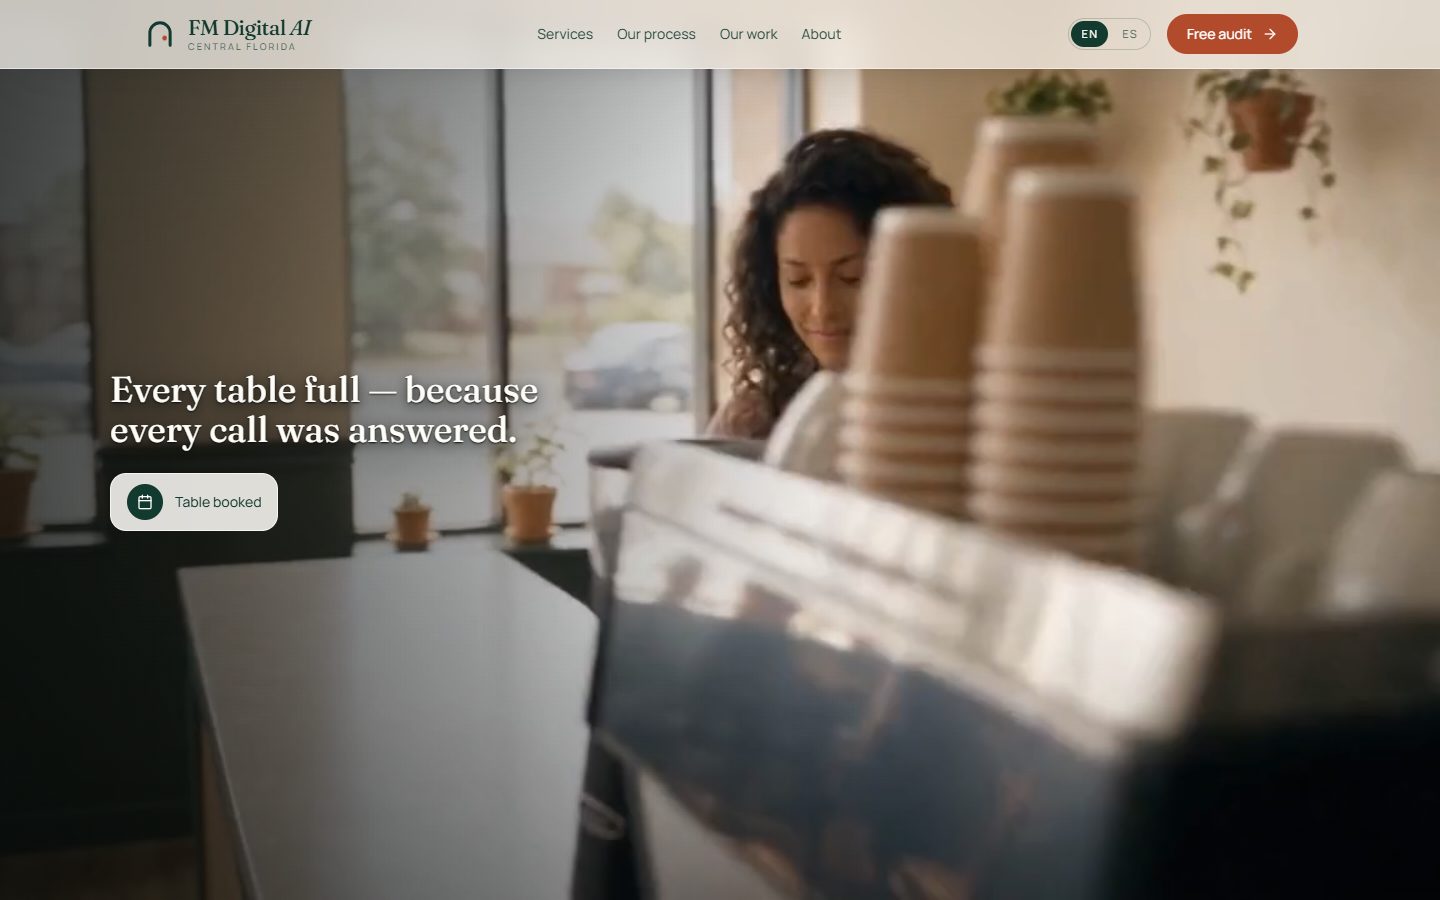 FM Digital AI
CENTRAL FLORIDA
Services
Our process
Our work
About
EN
ES
Free audit
Every table full — because
every call was answered.
Table booked